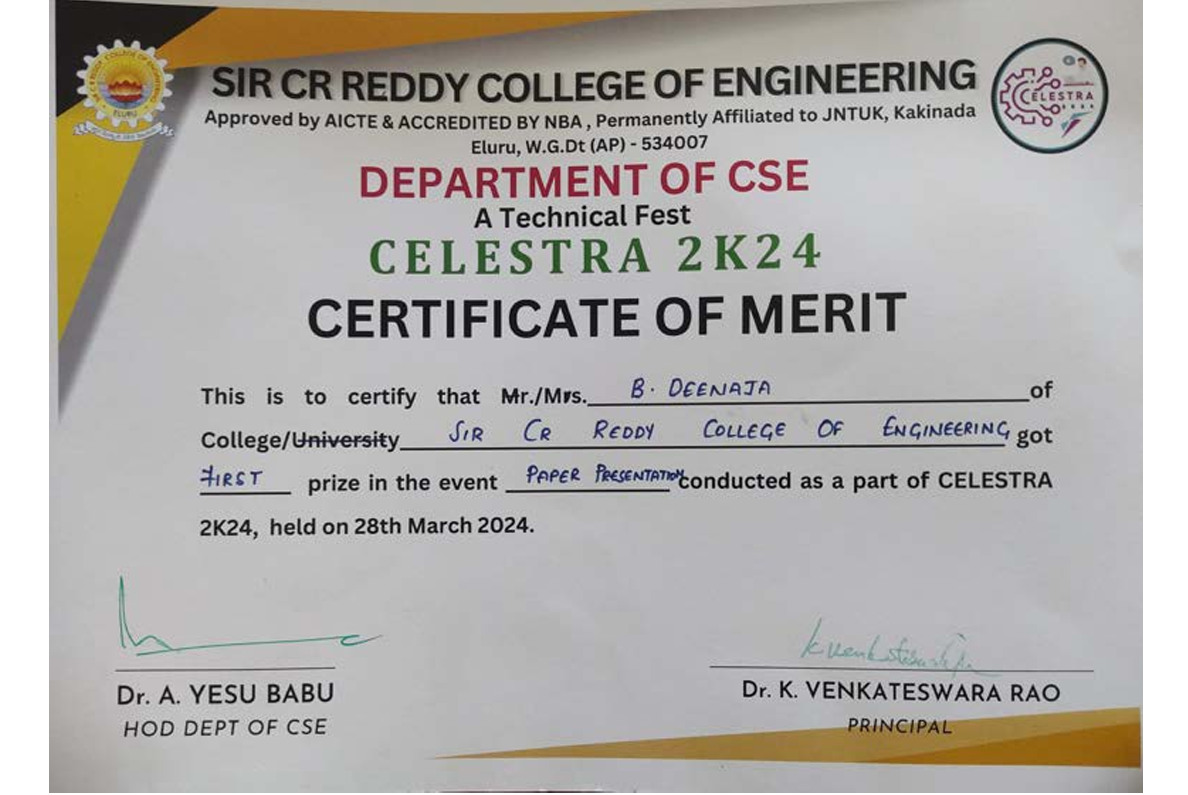 SIR CR REDDY COLLEGE OF ENGINEERING
Approved by AICTE & ACCREDITED BY NBA , Permanently Affiliated to JNTUK, Kakinada
Eluru, W.G.Dt (AP) - 534007
CELESTRA
DEPARTMENT OF CSE
A Technical Fest
CELESTRA 2K24
CERTIFICATE OF MERIT
This is to certify that Mr./Mrs. B. DEENAJA of
College/University SIR CR REDDY COLLEGE OF ENGINEERING got
FIRST prize in the event PAPER PRESENTATION conducted as a part of CELESTRA
2K24, held on 28th March 2024.
Dr. A. YESU BABU
HOD DEPT OF CSE
Dr. K. VENKATESWARA RAO
PRINCIPAL